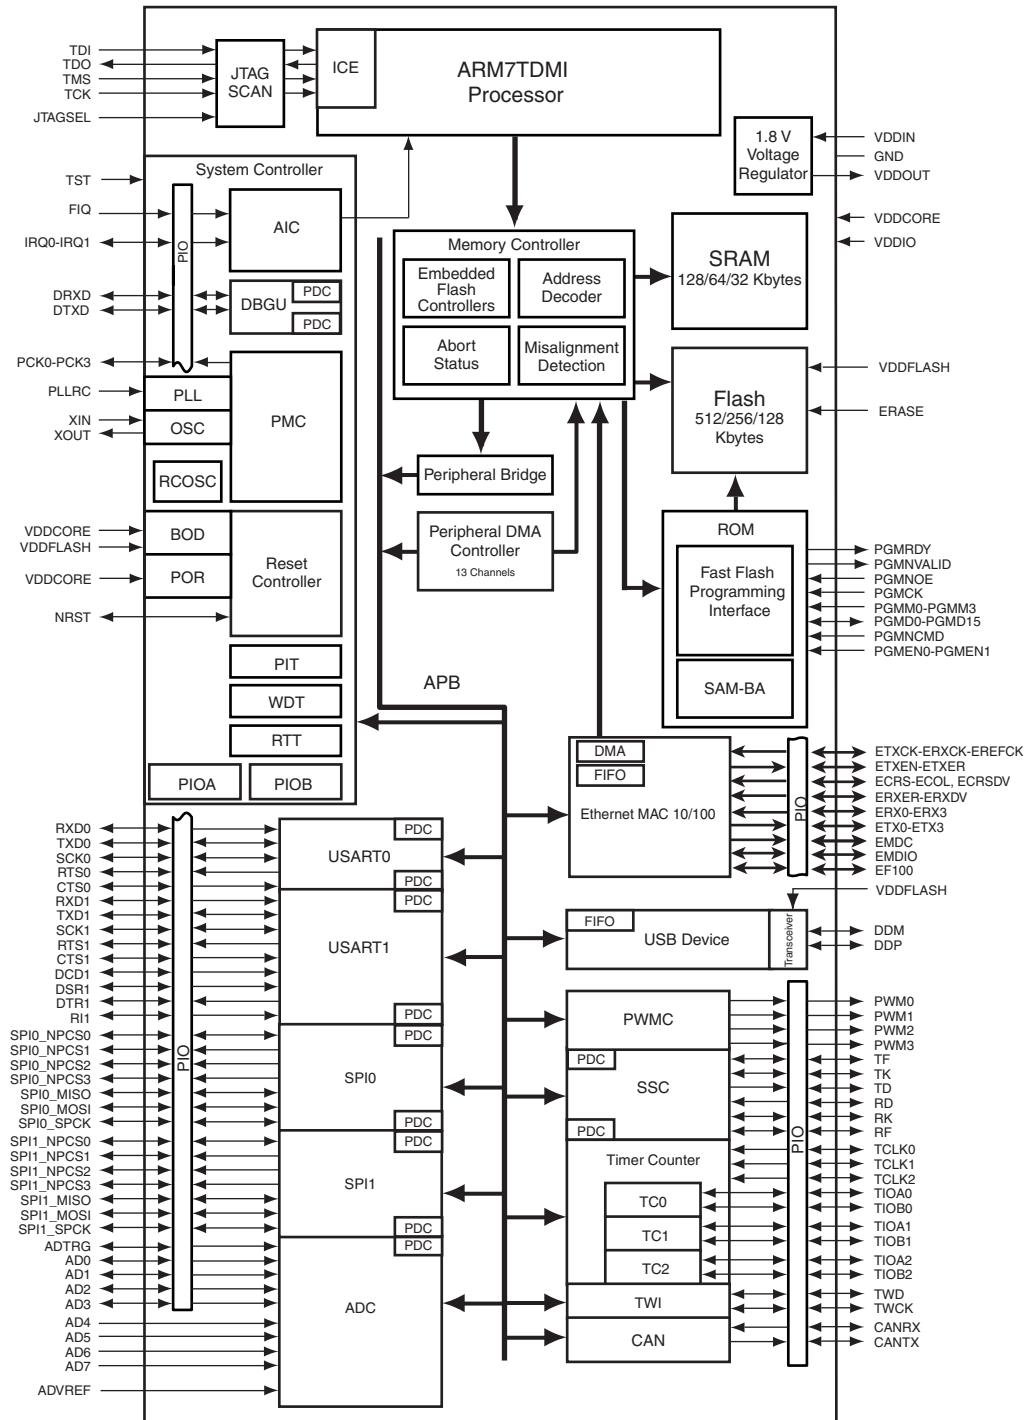 TDI
TDO
TMS
TCK
JTAGSEL
JTAG
SCAN
ICE
ARM7TDMI
Processor
1.8 V
Voltage
Regulator
VDDIN
GND
VDDOUT
VDDCORE
VDDIO
System Controller
TST
FIQ
IRQ0-IRQ1
PIO
AIC
DRXD
DTXD
DBGU
PDC
PDC
PCK0-PCK3
PLLRC
PLL
XIN
XOUT
OSC
RCOSC
PMC
VDDCORE
VDDFLASH
BOD
VDDCORE
POR
Reset
Controller
NRST
PIT
WDT
RTT
PIOA
PIOB
Memory Controller
Embedded
Flash
Controllers
Address
Decoder
Abort
Status
Misalignment
Detection
SRAM
128/64/32 Kbytes
Flash
512/256/128
Kbytes
VDDFLASH
ERASE
Peripheral Bridge
Peripheral DMA
Controller
13 Channels
ROM
Fast Flash
Programming
Interface
SAM-BA
PGMRDY
PGMNVALID
PGMNOE
PGMCK
PGMM0-PGMM3
PGMD0-PGMD15
PGMNCMD
PGMEN0-PGMEN1
APB
DMA
FIFO
Ethernet MAC 10/100
PIO
ETXCK-ERXCK-EREFCK
ETXEN-ETXER
ECRS-ECOL, ECRSDV
ERXER-ERXDV
ERX0-ERX3
ETX0-ETX3
EMDC
EMDIO
EF100
VDDFLASH
FIFO
USB Device
Transceiver
DDM
DDP
RXD0
TXD0
SCK0
RTS0
CTS0
RXD1
TXD1
SCK1
RTS1
CTS1
DCD1
DSR1
DTR1
RI1
SPI0_NPCS0
SPI0_NPCS1
SPI0_NPCS2
SPI0_NPCS3
SPI0_MISO
SPI0_MOSI
SPI0_SPCK
SPI1_NPCS0
SPI1_NPCS1
SPI1_NPCS2
SPI1_NPCS3
SPI1_MISO
SPI1_MOSI
SPI1_SPCK
ADTRG
AD0
AD1
AD2
AD3
AD4
AD5
AD6
AD7
ADVREF
PIO
PDC
USART0
PDC
PDC
USART1
PDC
PDC
SPI0
PDC
PDC
SPI1
PDC
PDC
ADC
PWMC
PDC
SSC
PDC
Timer Counter
TC0
TC1
TC2
TWI
CAN
PIO
PWM0
PWM1
PWM2
PWM3
TF
TK
TD
RD
RK
RF
TCLK0
TCLK1
TCLK2
TIOA0
TIOB0
TIOA1
TIOB1
TIOA2
TIOB2
TWD
TWCK
CANRX
CANTX